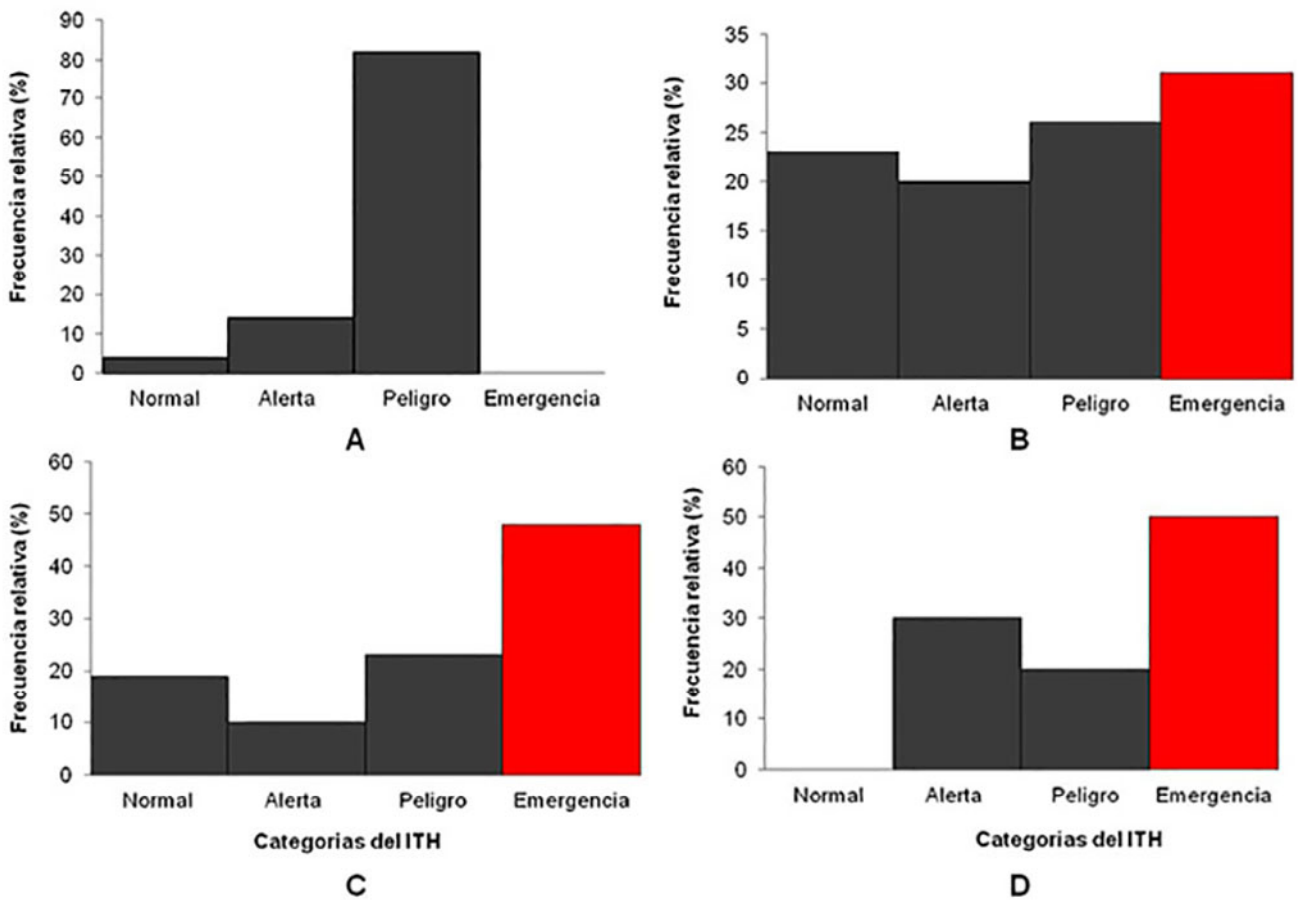 Frecuencia relativa (%)
90
80
70
60
50
40
30
20
10
0
Normal Alerta Peligro Emergencia
A
Frecuencia relativa (%)
35
30
25
20
15
10
5
0
Normal Alerta Peligro Emergencia
B
Frecuencia relativa (%)
60
50
40
30
20
10
0
Normal Alerta Peligro Emergencia
Categorias del ITH
C
Frecuencia relativa (%)
60
50
40
30
20
10
0
Normal Alerta Peligro Emergencia
Categorias del ITH
D